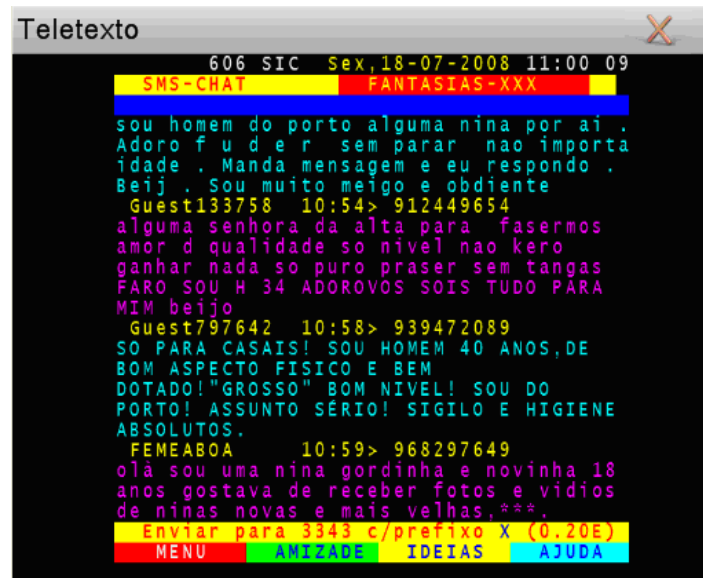 Teletexto
606 SIC Sex,18-07-2008 11:00 09
SMS-CHAT FANTASIAS-XXX
sou homem do porto alguma nina por ai .
Adoro f u d e r sem parar nao importa
idade . Manda mensagem e eu respondo .
Beij . Sou muito meigo e obdiente
Guest133758 10:54> 912449654
alguma senhora da alta para fasermos
amor d qualidade so nivel nao kero
ganhar nada so puro praser sem tangas
FARO SOU H 34 ADOROVOS SOIS TUDO PARA
MIM beijo
Guest797642 10:58> 939472089
SO PARA CASAIS! SOU HOMEM 40 ANOS,DE
BOM ASPECTO FISICO E BEM
DOTADO!"GROSSO" BOM NIVEL! SOU DO
PORTO! ASSUNTO SÉRIO! SIGILO E HIGIENE
ABSOLUTOS.
FEMEABOA 10:59> 968297649
olà sou uma nina gordinha e novinha 18
anos gostava de receber fotos e vidios
de ninas novas e mais velhas,***.
Enviar para 3343 c/prefixo X (0.20E)
MENU AMIZADE IDEIAS AJUDA